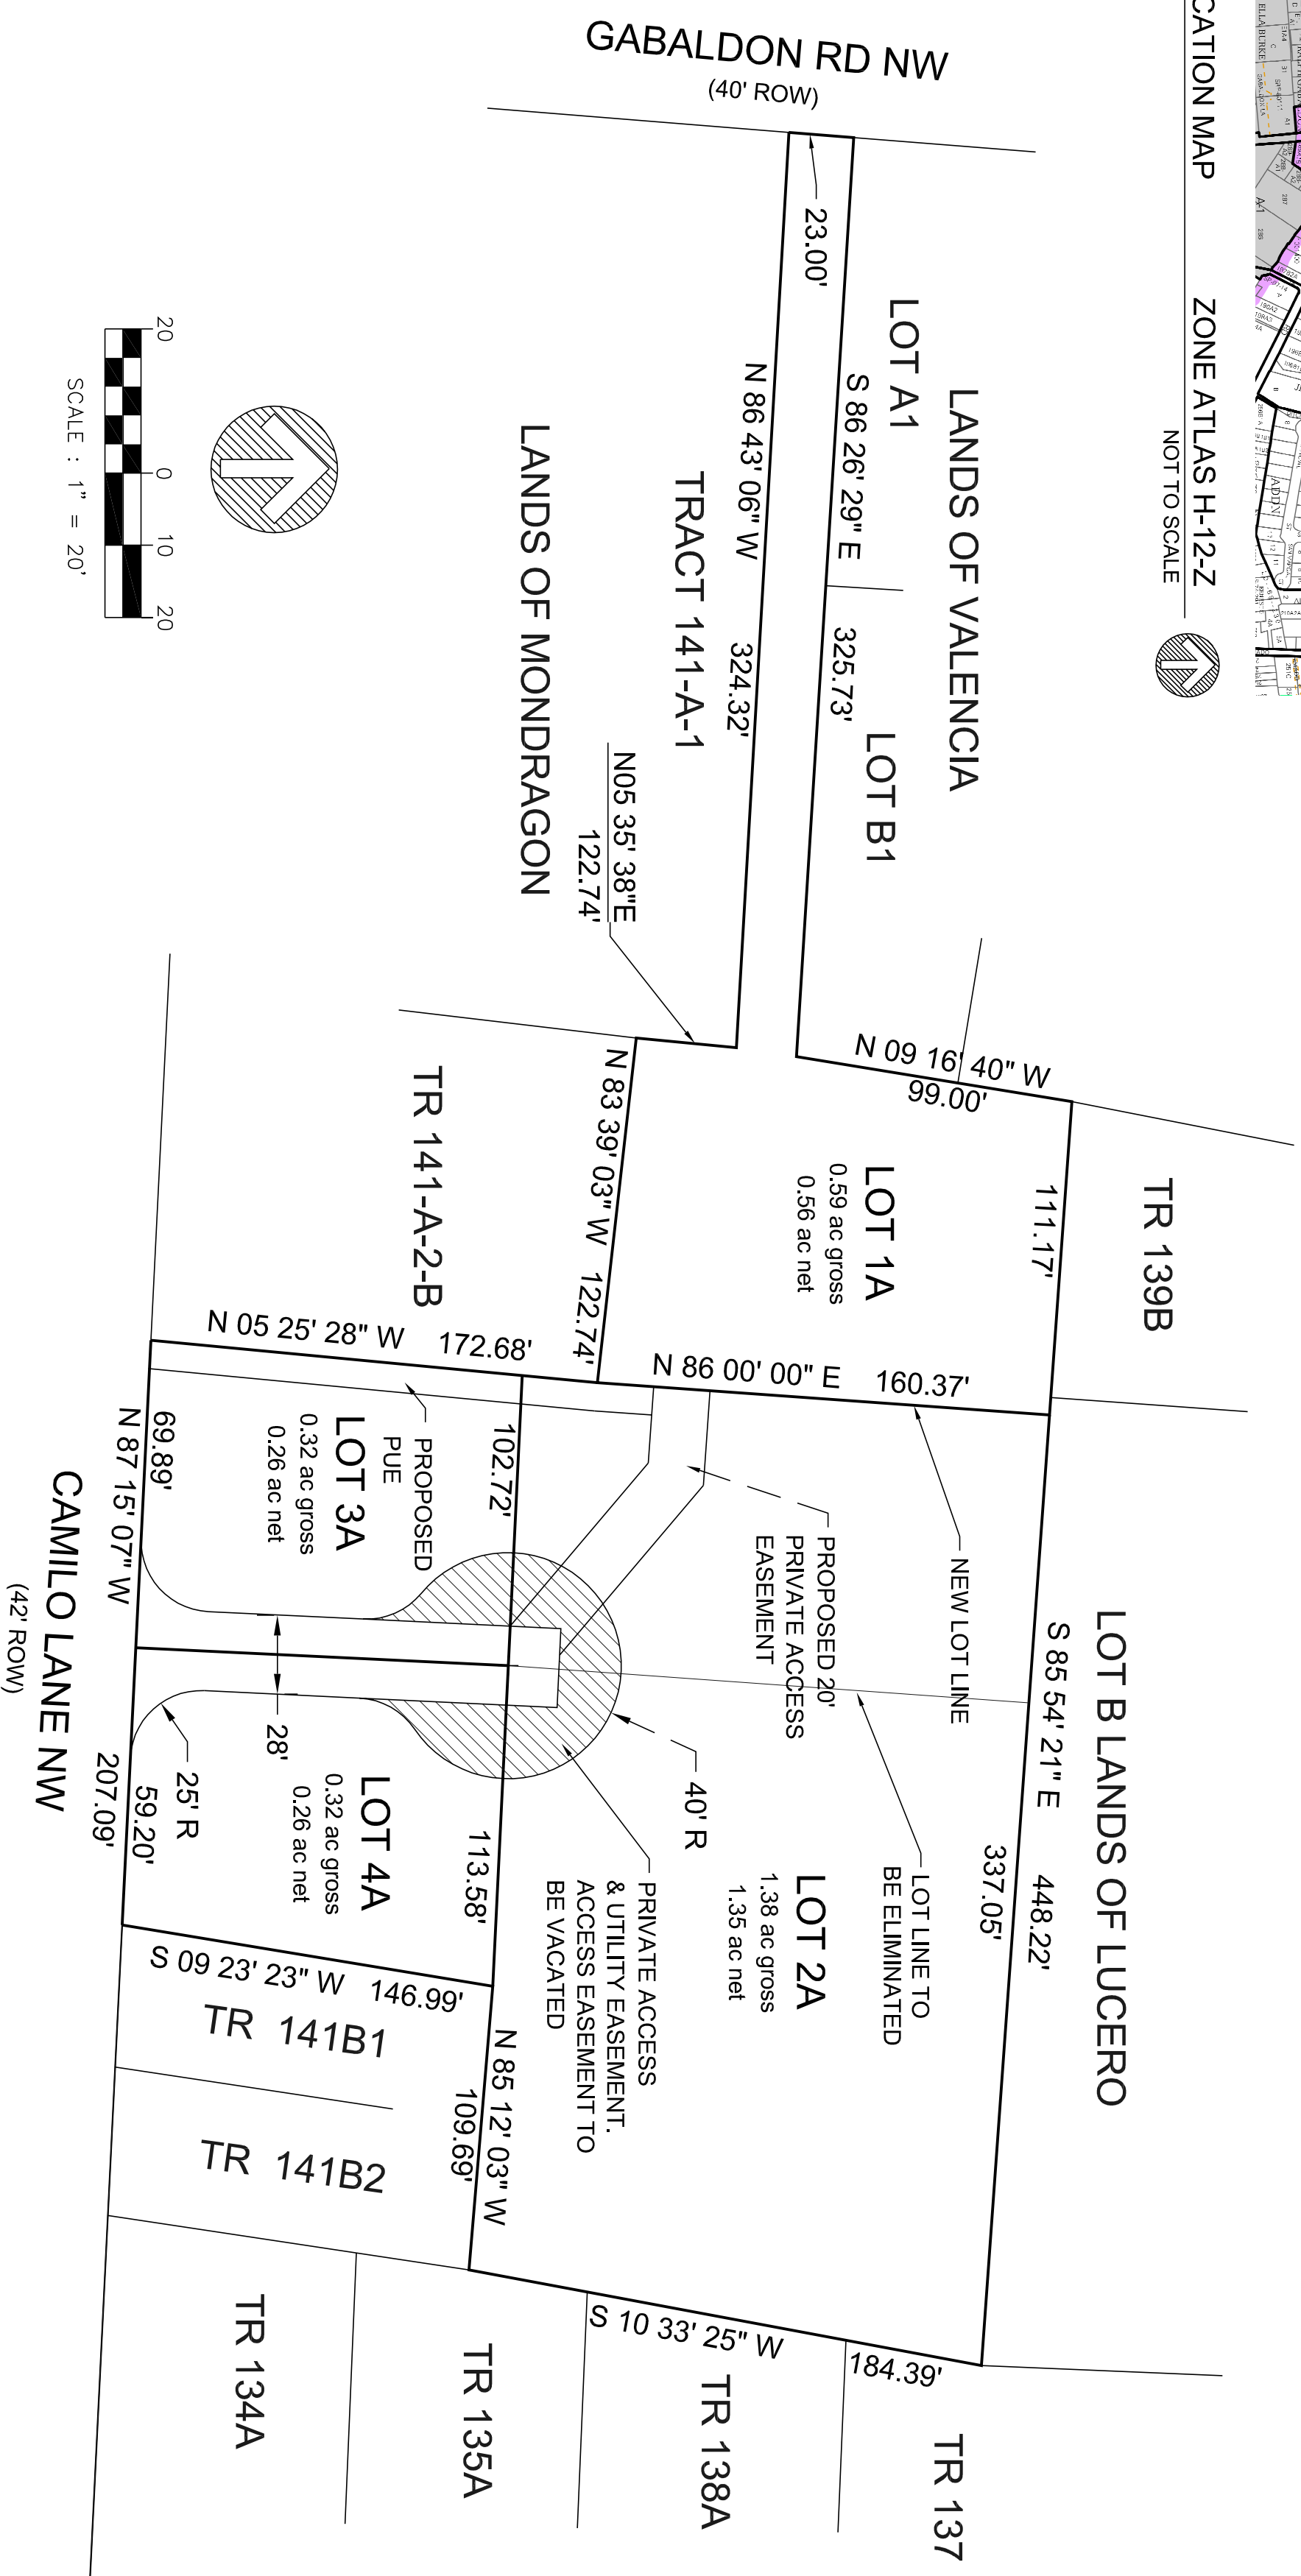 CATION MAP
ZONE ATLAS H-12-Z
NOT TO SCALE
ELLA BURKE
ADDN
A-1
GABALDON RD NW
(40' ROW)
23.00'
LANDS OF VALENCIA
LOT A1
S 86 26' 29" E
325.73'
LOT B1
N 86 43' 06" W
324.32'
TRACT 141-A-1
LANDS OF MONDRAGON
N05 35' 38"E
122.74'
N 09 16' 40" W
99.00'
TR 139B
111.17'
LOT 1A
0.59 ac gross
0.56 ac net
N 83 39' 03" W
122.74'
TR 141-A-2-B
N 86 00' 00" E
160.37'
N 05 25' 28" W
172.68'
LOT B LANDS OF LUCERO
S 85 54' 21" E
448.22'
337.05'
NEW LOT LINE
LOT LINE TO
BE ELIMINATED
PROPOSED 20'
PRIVATE ACCESS
EASEMENT
LOT 2A
1.38 ac gross
1.35 ac net
40' R
PRIVATE ACCESS
& UTILITY EASEMENT.
ACCESS EASEMENT TO
BE VACATED
102.72'
113.58'
PROPOSED
PUE
LOT 3A
0.32 ac gross
0.26 ac net
69.89'
N 87 15' 07" W
28'
25' R
LOT 4A
0.32 ac gross
0.26 ac net
59.20'
207.09'
CAMILO LANE NW
(42' ROW)
S 09 23' 23" W
146.99'
N 85 12' 03" W
109.69'
TR 141B1
TR 141B2
S 10 33' 25" W
184.39'
TR 137
TR 138A
TR 135A
TR 134A
20 0 10 20
SCALE : 1" = 20'